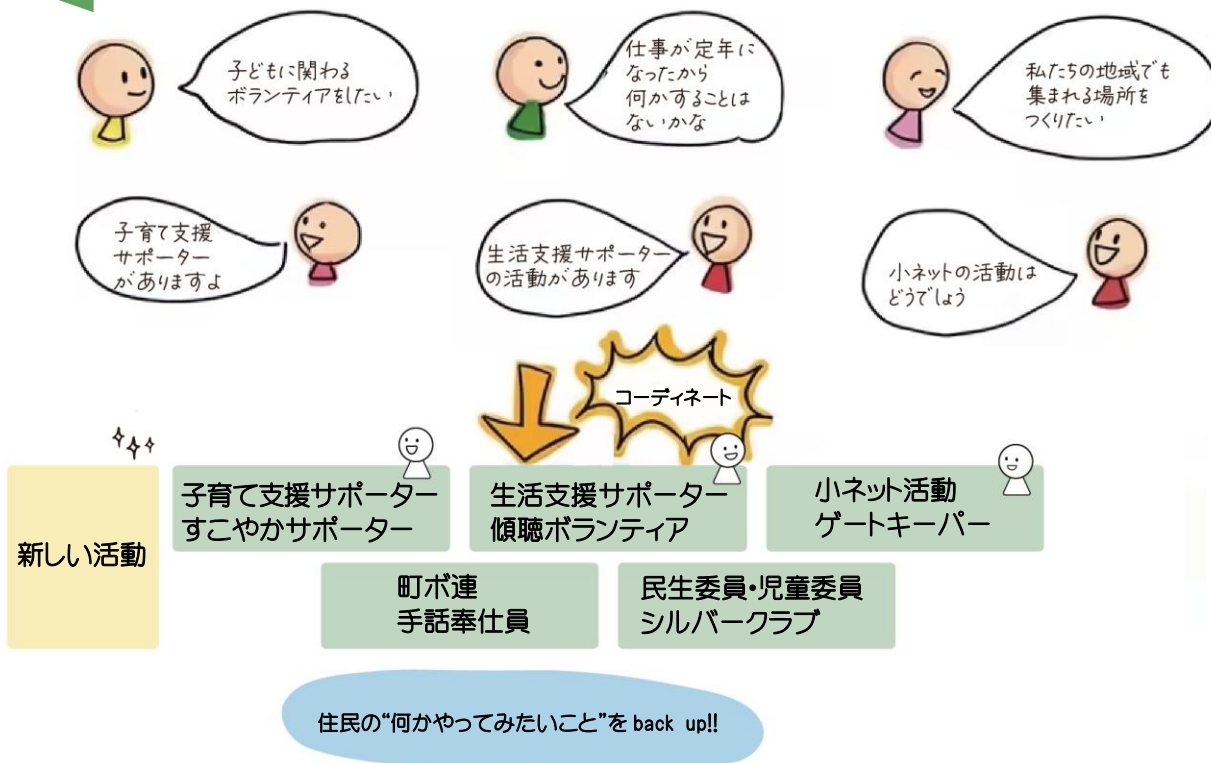 子どもに関わる
ボランティアをしたい
仕事が定年に
なったから
何かすることは
ないかな
私たちの地域でも
集まれる場所を
つくりたい
子育て支援
サポーター
がありますよ
生活支援サポーター
の活動があります
小ネットの活動は
どうでしょう
コーディネート
新しい活動
子育て支援サポーター
すこやかサポーター
生活支援サポーター
傾聴ボランティア
小ネット活動
ゲートキーパー
町ボ連
手話奉仕員
民生委員・児童委員
シルバークラブ
住民の“何かやってみたいこと”を back up!!